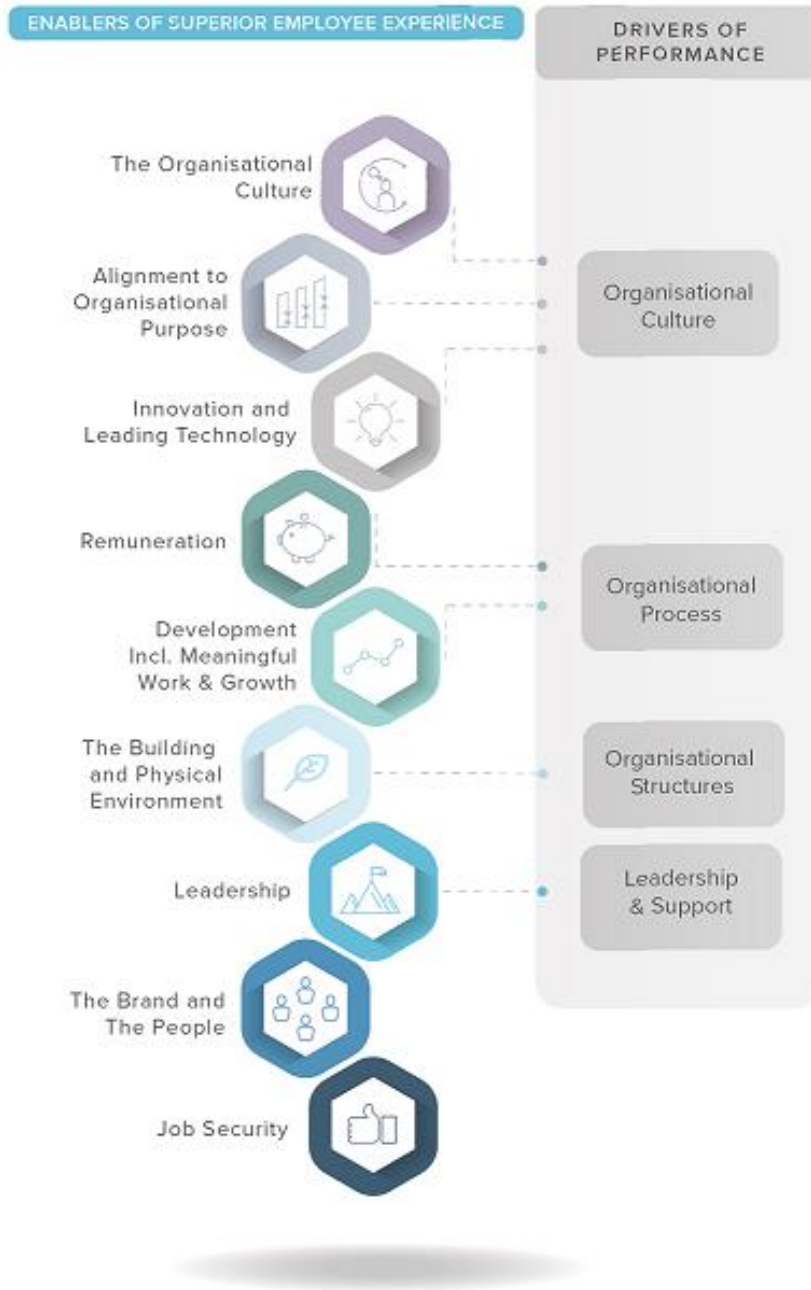 ENABLERS OF SUPERIOR EMPLOYEE EXPERIENCE
DRIVERS OF
PERFORMANCE
The Organisational
Culture
Alignment to
Organisational
Purpose
Organisational
Culture
Innovation and
Leading Technology
Remuneration
Organisational
Process
Development
Incl. Meaningful
Work & Growth
The Building
and Physical
Environment
Organisational
Structures
Leadership
Leadership
& Support
The Brand and
The People
Job Security